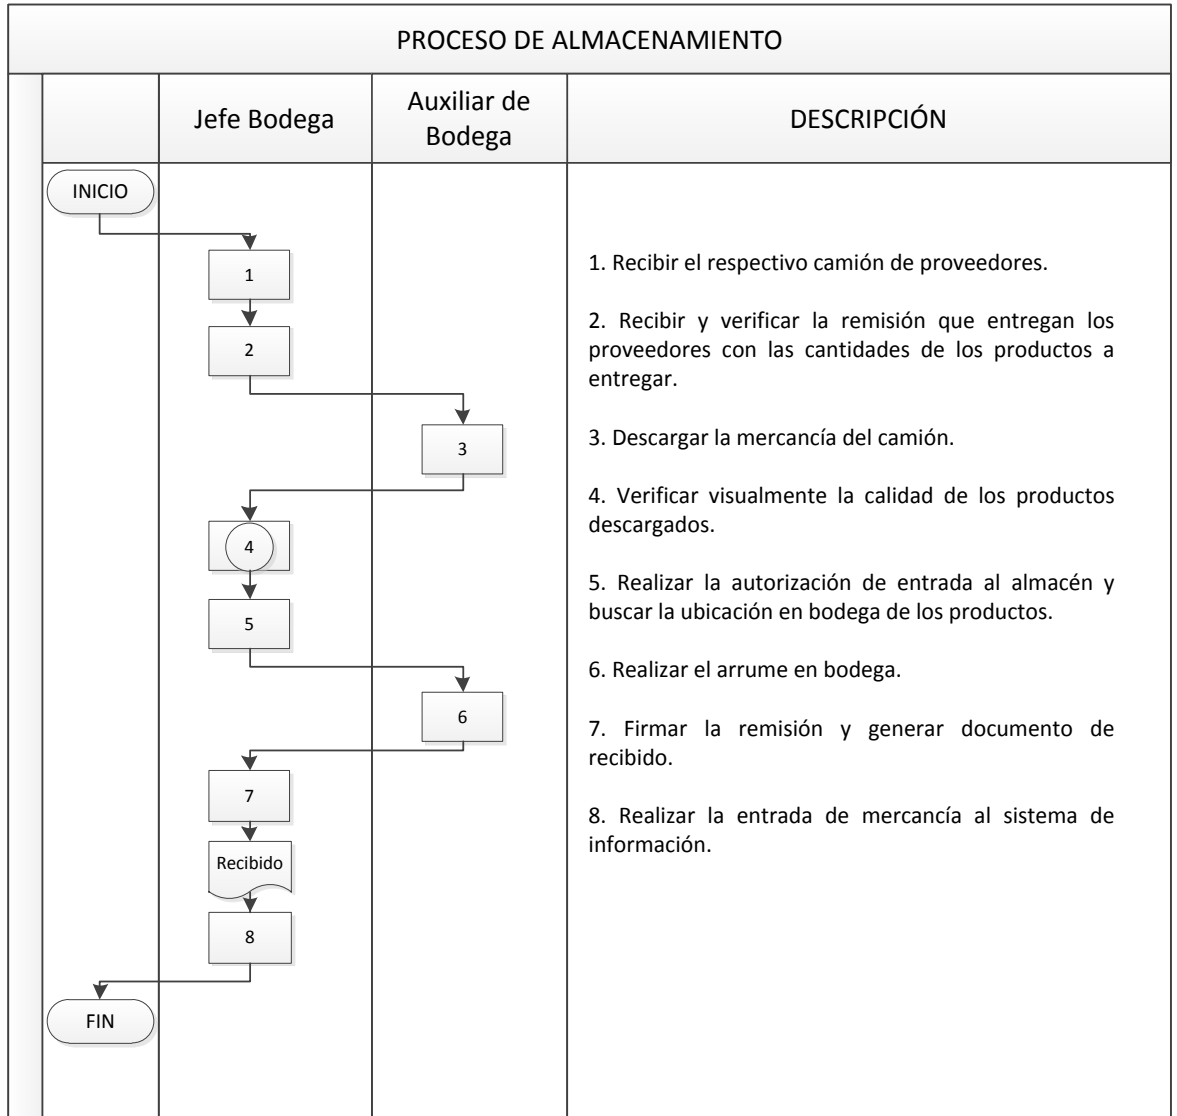 PROCESO DE ALMACENAMIENTO
Jefe Bodega
Auxiliar de
Bodega
DESCRIPCIÓN
INICIO
1
2
3
4
5
6
7
Recibido
8
FIN
1. Recibir el respectivo camión de proveedores.
2. Recibir y verificar la remisión que entregan los
proveedores con las cantidades de los productos a
entregar.
3. Descargar la mercancía del camión.
4. Verificar visualmente la calidad de los productos
descargados.
5. Realizar la autorización de entrada al almacén y
buscar la ubicación en bodega de los productos.
6. Realizar el arrume en bodega.
7. Firmar la remisión y generar documento de
recibido.
8. Realizar la entrada de mercancía al sistema de
información.